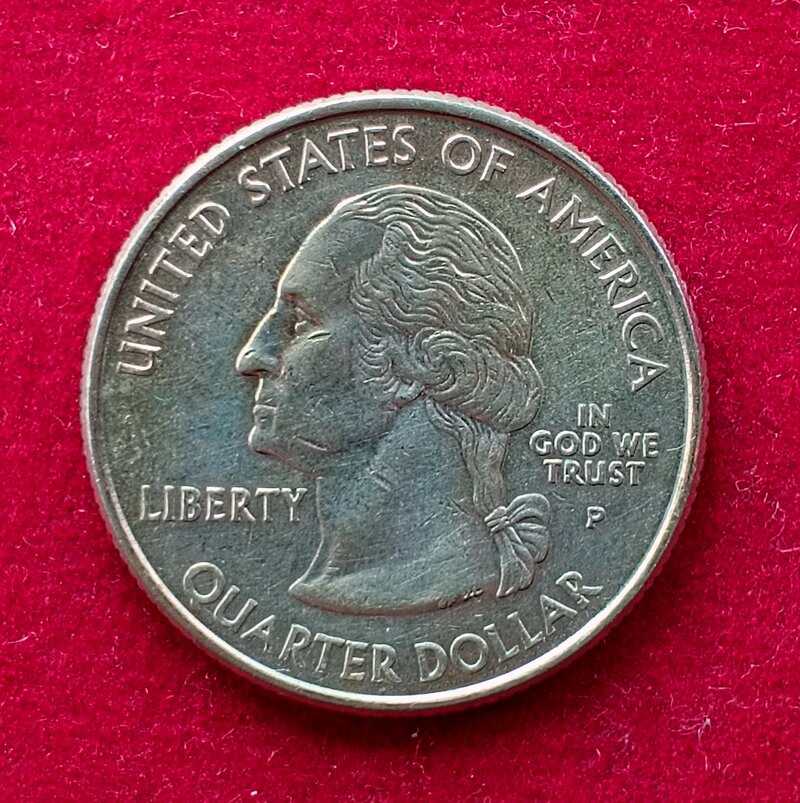 UNITED STATES OF AMERICA
LIBERTY
IN
GOD WE
TRUST
P
QUARTER DOLLAR